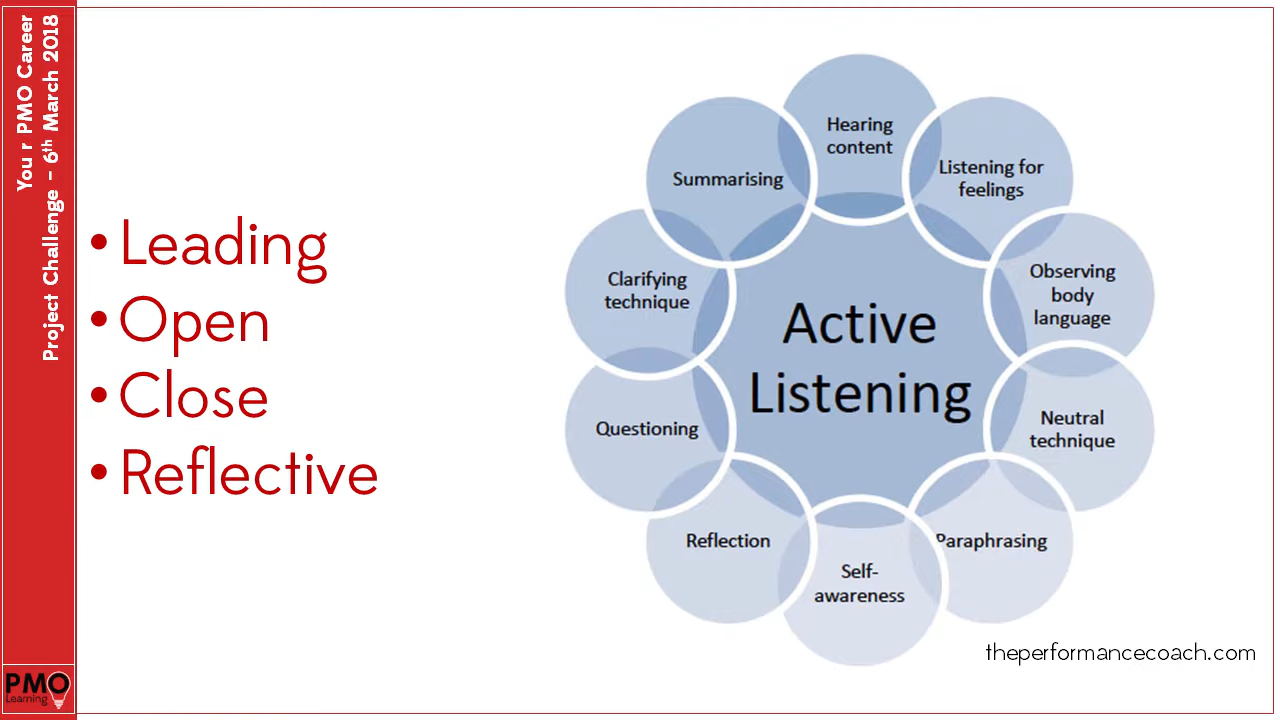 You r PMO Career
Project Challenge – 6th March 2018
• Leading
• Open
• Close
• Reflective
Active
Listening
Hearing
content
Listening for
feelings
Observing
body
language
Neutral
technique
Paraphrasing
Self-
awareness
Reflection
Questioning
Clarifying
technique
Summarising
theperformancecoach.com
PMO
Learning